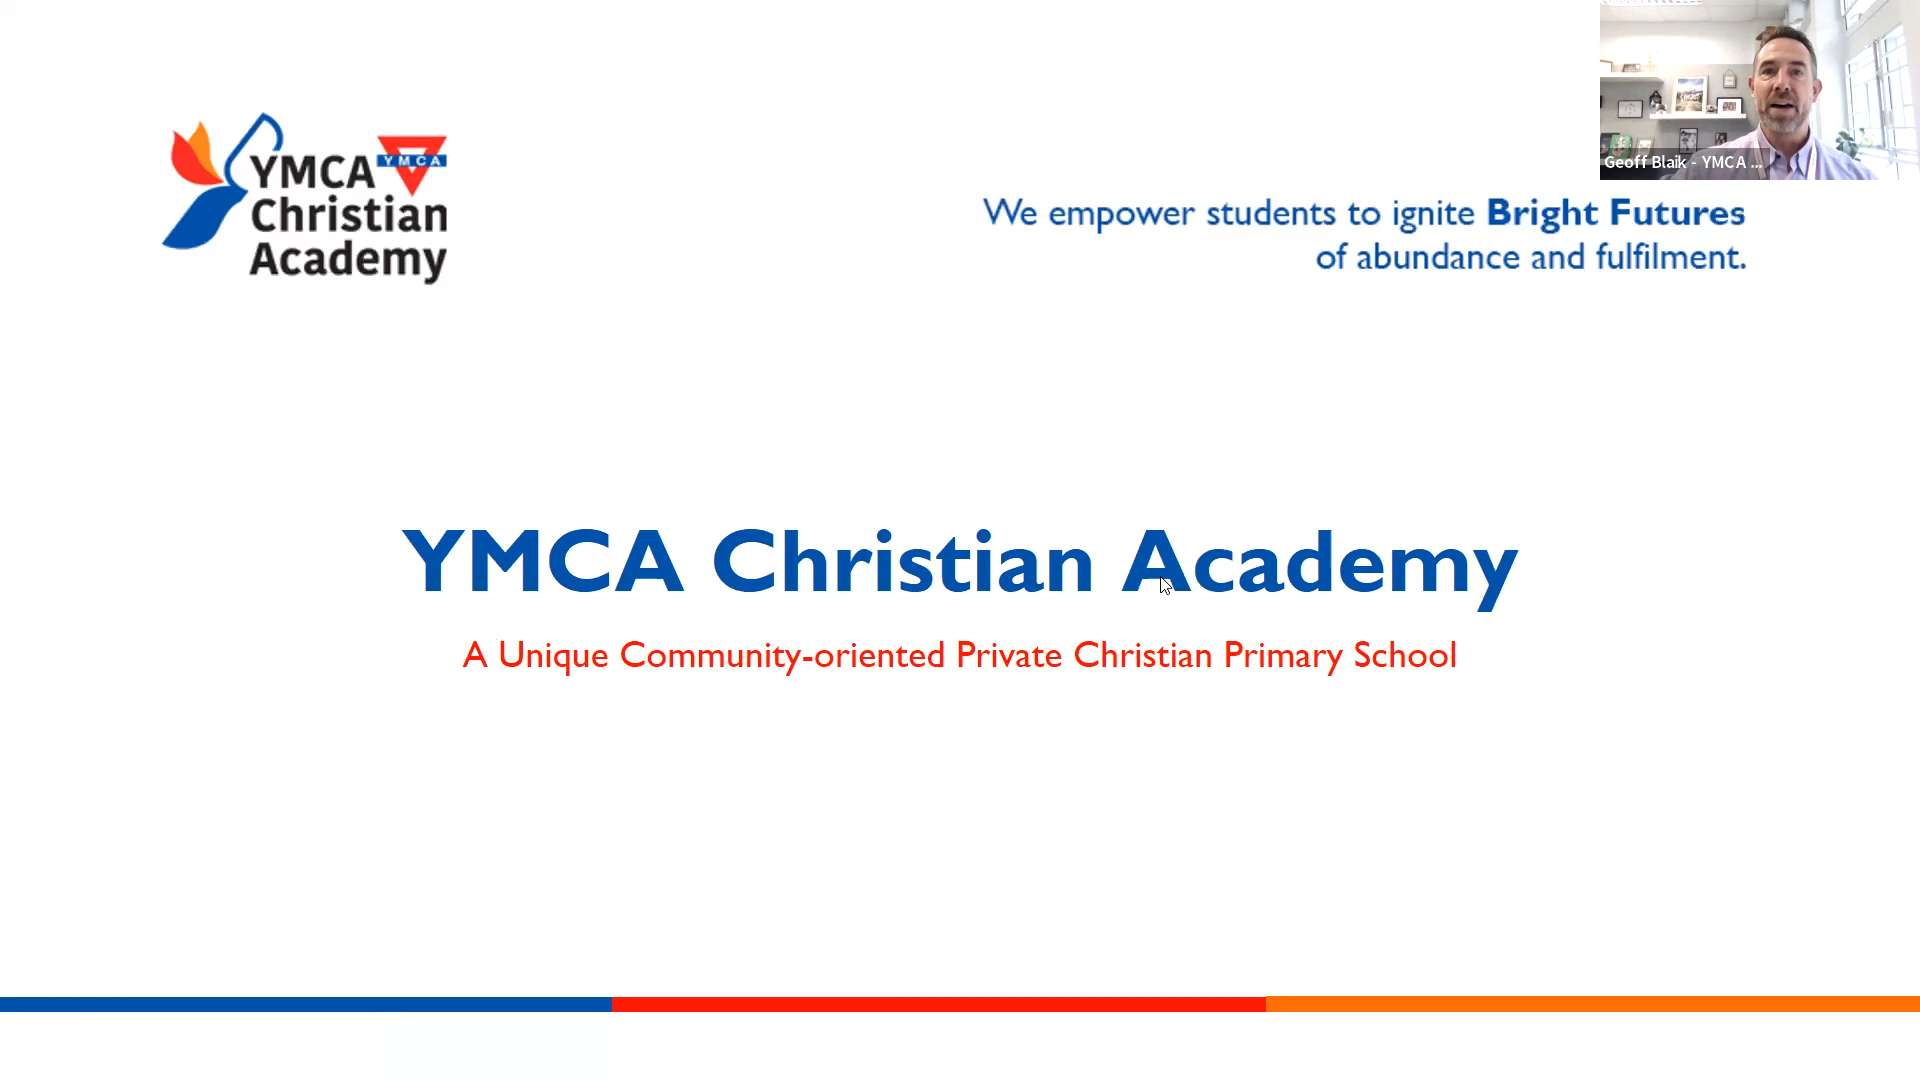 YMCA
YMCA
Christian
Academy
Geoff Blaik - YMCA ...
We empower students to ignite Bright Futures
of abundance and fulfilment.
YMCA Christian Academy
A Unique Community-oriented Private Christian Primary School